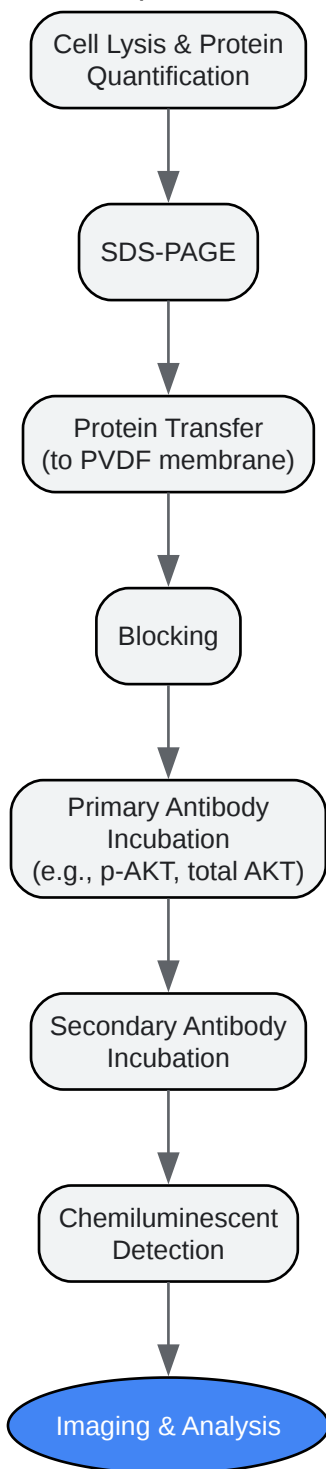 Cell Lysis & Protein
Quantification
SDS-PAGE
Protein Transfer
(to PVDF membrane)
Blocking
Primary Antibody
Incubation
(e.g., p-AKT, total AKT)
Secondary Antibody
Incubation
Chemiluminescent
Detection
Imaging & Analysis